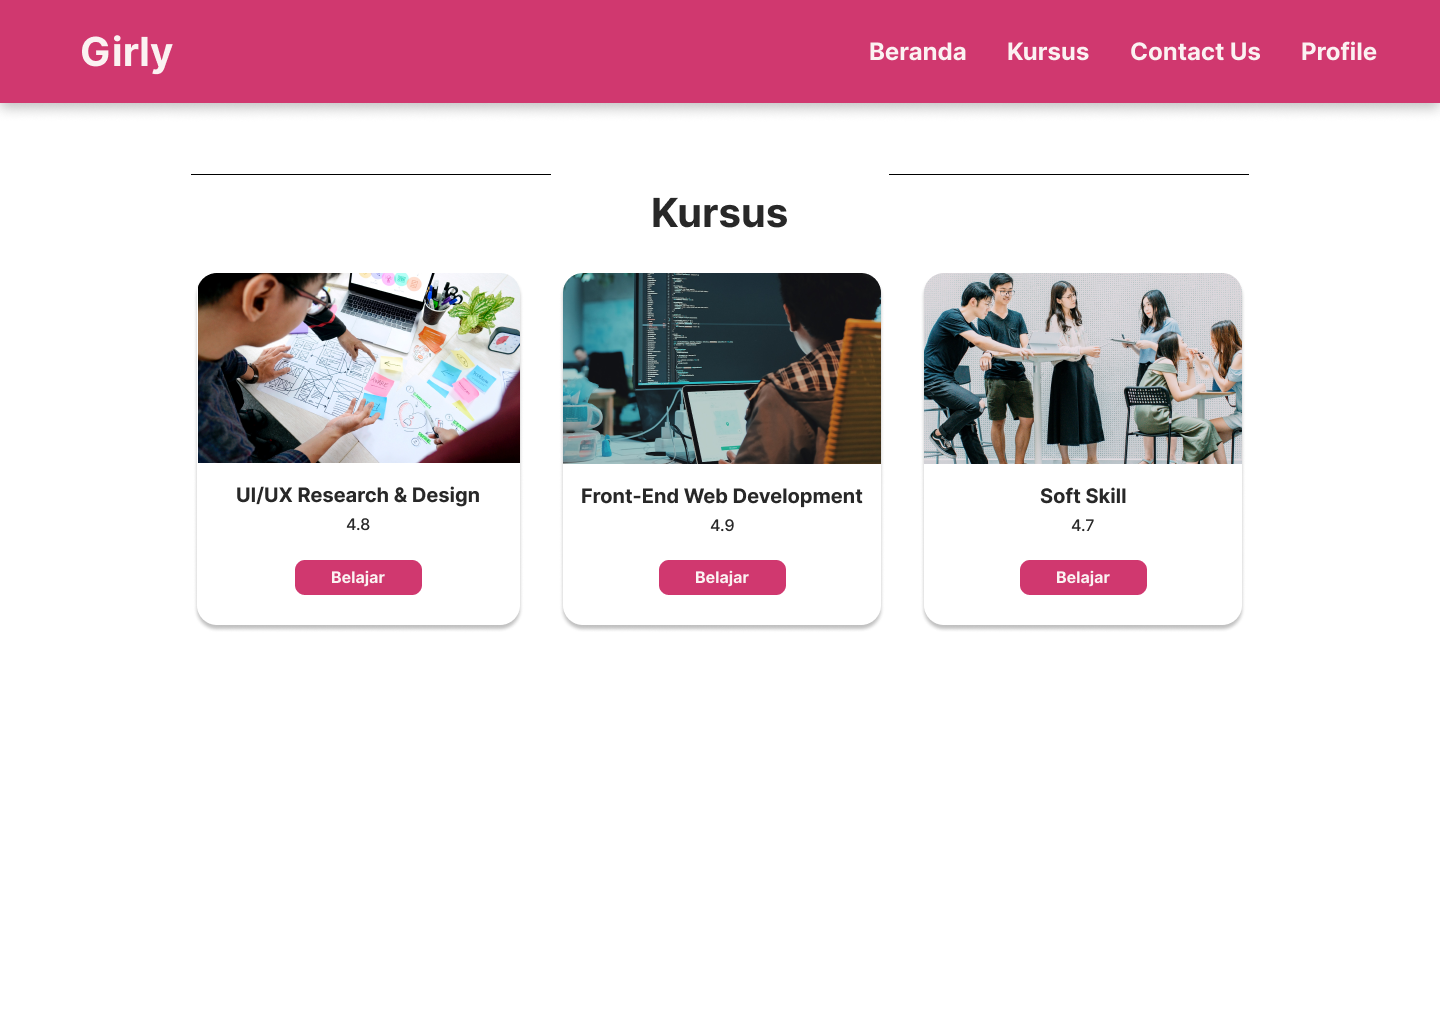 Girly
Beranda Kursus Contact Us Profile
Kursus
UI/UX Research & Design
4.8
Belajar
Front-End Web Development
4.9
Belajar
Soft Skill
4.7
Belajar